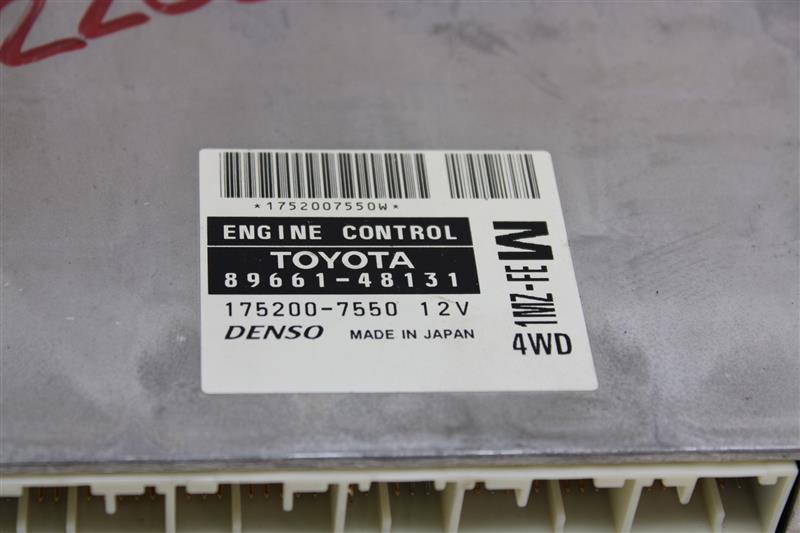 *1752007550W*
ENGINE CONTROL
TOYOTA
89661-48131
175200-7550 12V
DENSO MADE IN JAPAN
W
1MZ-FE
4WD